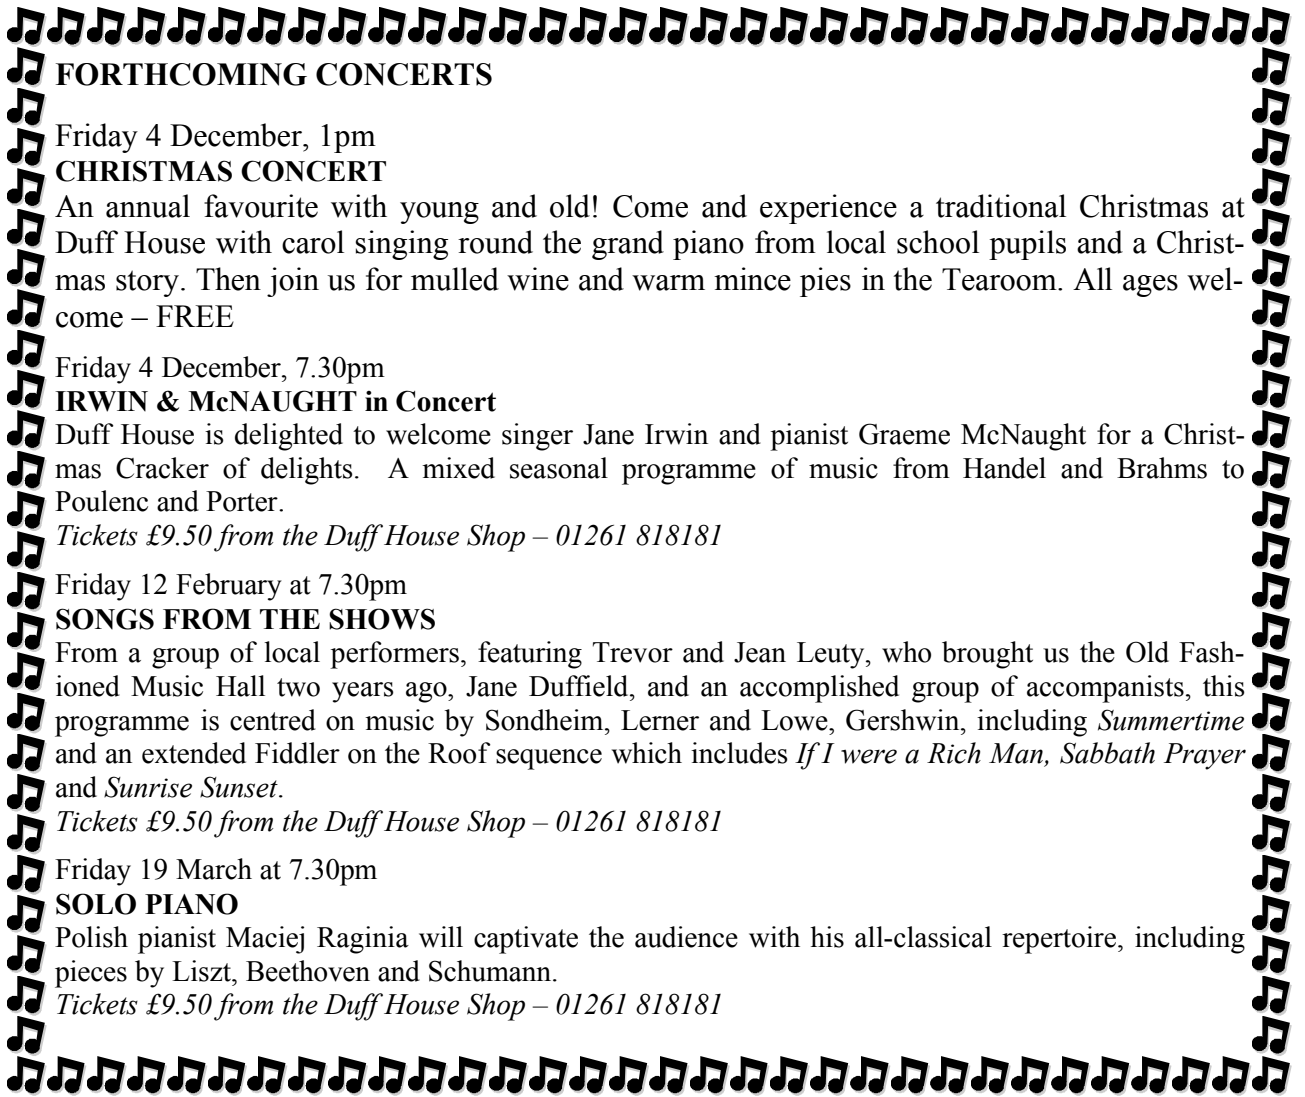 FORTHCOMING CONCERTS
Friday 4 December, 1pm
CHRISTMAS CONCERT
An annual favourite with young and old! Come and experience a traditional Christmas at
Duff House with carol singing round the grand piano from local school pupils and a Christ-
mas story. Then join us for mulled wine and warm mince pies in the Tearoom. All ages wel-
come – FREE
Friday 4 December, 7.30pm
IRWIN & McNAUGHT in Concert
Duff House is delighted to welcome singer Jane Irwin and pianist Graeme McNaught for a Christ-
mas Cracker of delights. A mixed seasonal programme of music from Handel and Brahms to
Poulenc and Porter.
Tickets £9.50 from the Duff House Shop – 01261 818181
Friday 12 February at 7.30pm
SONGS FROM THE SHOWS
From a group of local performers, featuring Trevor and Jean Leuty, who brought us the Old Fash-
ioned Music Hall two years ago, Jane Duffield, and an accomplished group of accompanists, this
programme is centred on music by Sondheim, Lerner and Lowe, Gershwin, including Summertime
and an extended Fiddler on the Roof sequence which includes If I were a Rich Man, Sabbath Prayer
and Sunrise Sunset.
Tickets £9.50 from the Duff House Shop – 01261 818181
Friday 19 March at 7.30pm
SOLO PIANO
Polish pianist Maciej Raginia will captivate the audience with his all-classical repertoire, including
pieces by Liszt, Beethoven and Schumann.
Tickets £9.50 from the Duff House Shop – 01261 818181